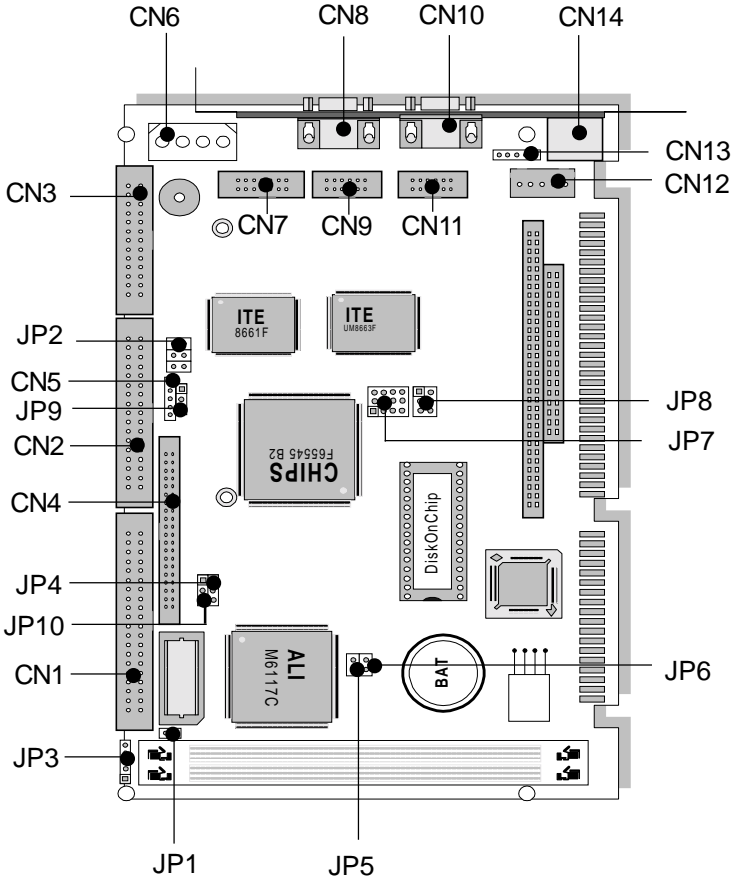 CN6
CN8
CN10
CN14
CN13
CN12
CN3
CN7
CN9
CN11
ITE
8661F
ITE
UM8663F
JP2
CN5
JP9
CN2
CN4
JP8
JP7
CHIPS
F65545 B2
DiskOnChip
JP4
JP10
CN1
ALI
M6117C
BAT
JP6
JP3
JP1
JP5